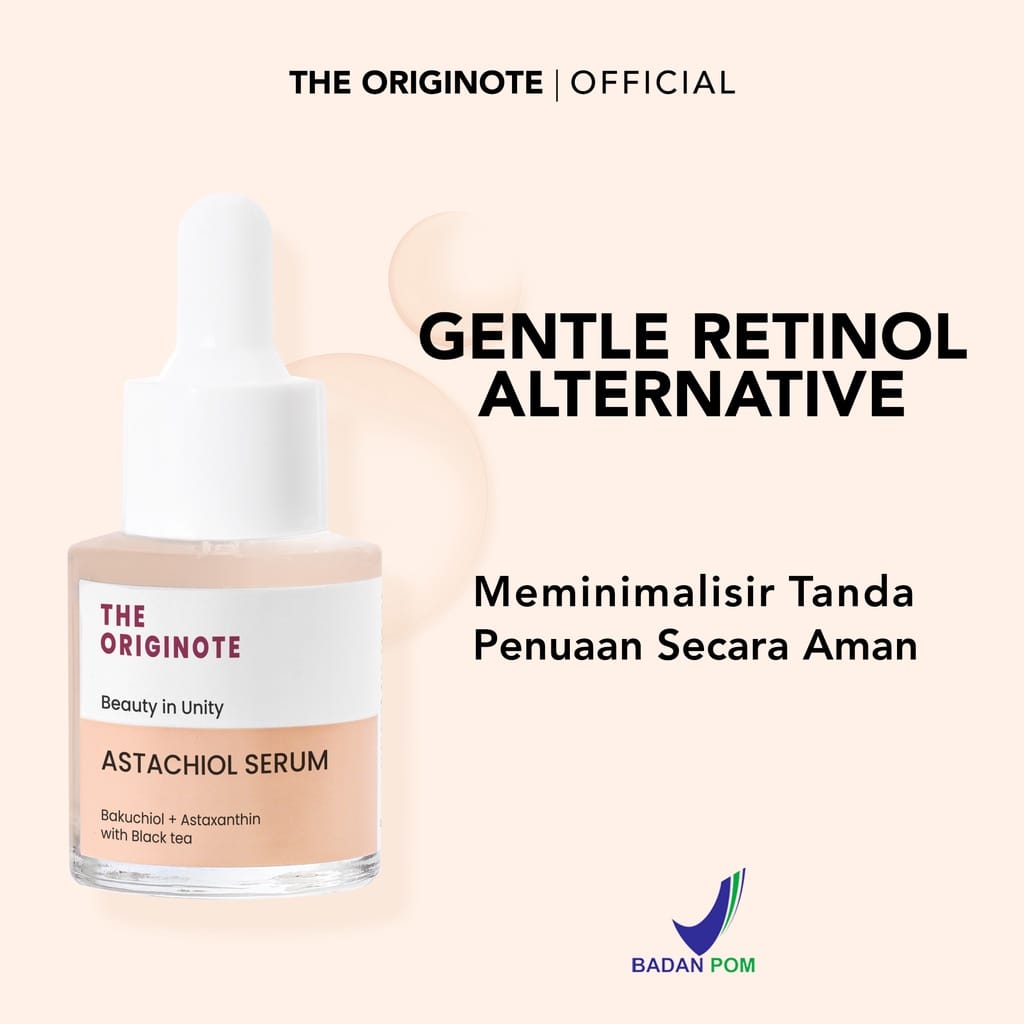 THE ORIGINOTE | OFFICIAL
GENTLE RETINOL
ALTERNATIVE
Meminimalisir Tanda
Penuaan Secara Aman
THE
ORIGINOTE
Beauty in Unity
ASTACHIOL SERUM
Bakuchiol + Astaxanthin
with Black tea
BADAN POM